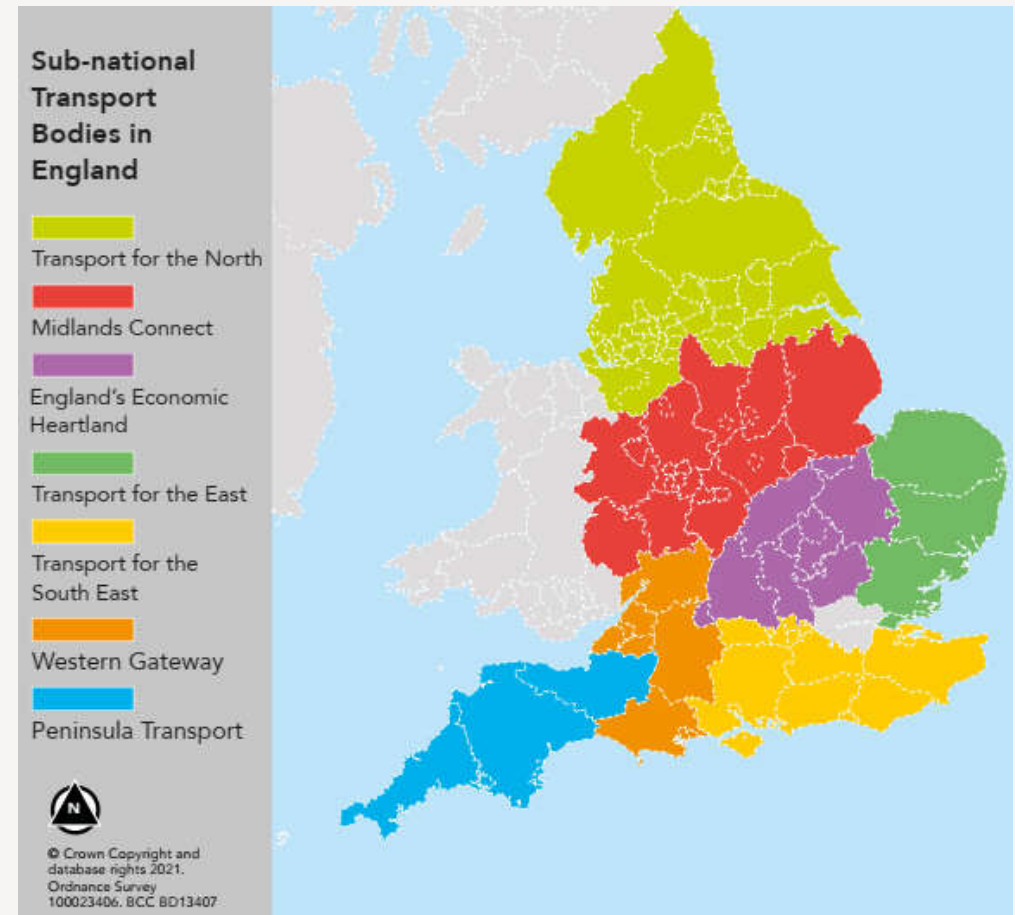 Sub-national
Transport
Bodies in
England
Transport for the North
Midlands Connect
England's Economic
Heartland
Transport for the East
Transport for the
South East
Western Gateway
Peninsula Transport
N
© Crown Copyright and
database rights 2021.
Ordnance Survey
100023406. BCC BD13407